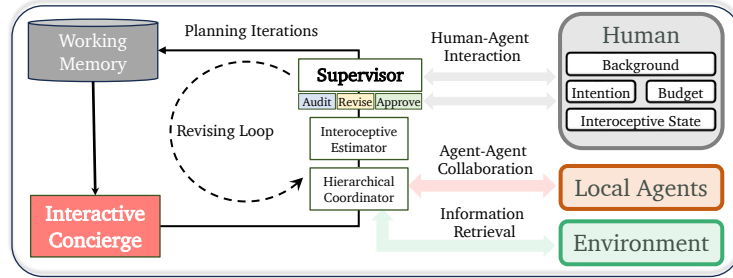 Working
Memory
Planning Iterations
Supervisor
Audit
Revise
Approve
Revising Loop
Interoceptive
Estimator
Hierarchical
Coordinator
Interactive
Concierge
Human-Agent
Interaction
Agent-Agent
Collaboration
Information
Retrieval
Human
Background
Intention
Budget
Interoceptive State
Local Agents
Environment